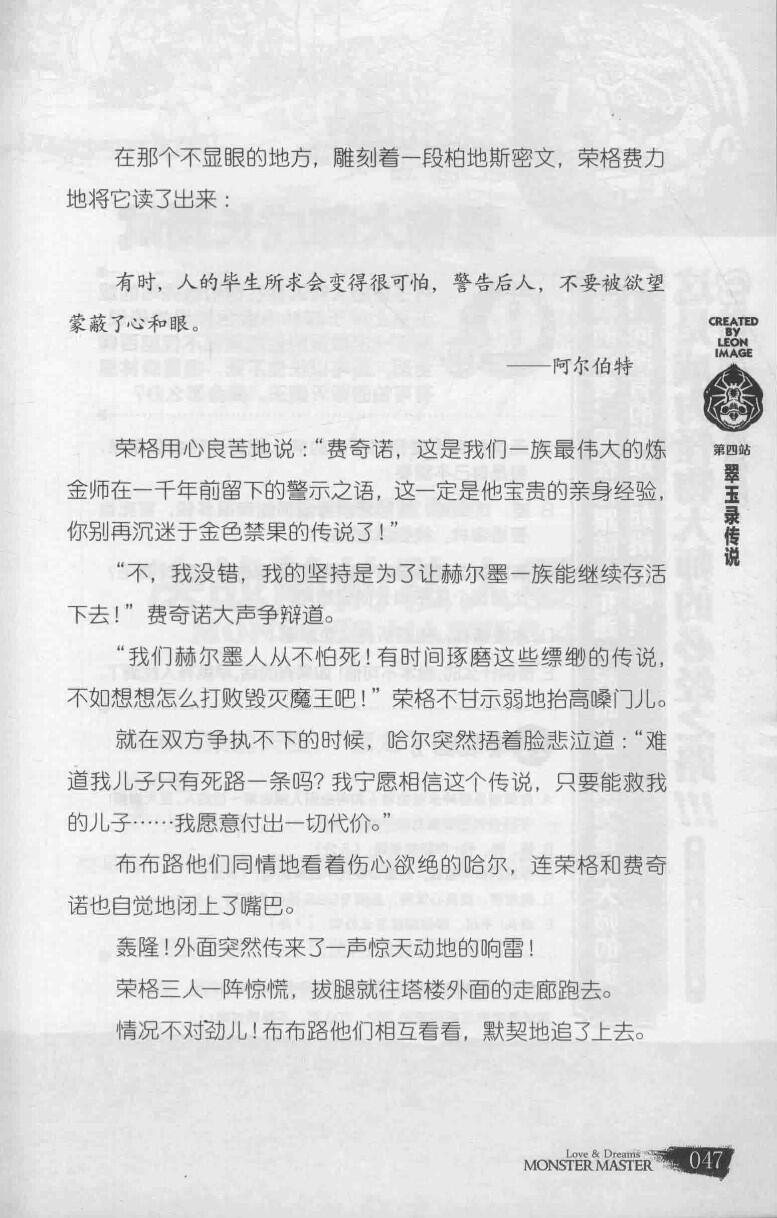 在那个不显眼的地方，雕刻着一段柏地斯密文，荣格费力
地将它读了出来：
有时，人的毕生所求会变得很可怕，警告后人，不要被欲望
蒙蔽了心和眼。
——阿尔伯特
荣格用心良苦地说：“费奇诺，这是我们一族最伟大的炼
金师在一千年前留下的警示之语，这一定是他宝贵的亲身经验，
你别再沉迷于金色禁果的传说了！”
“不，我没错，我的坚持是为了让赫尔墨一族能继续存活
下去！”费奇诺大声争辩道。
“我们赫尔墨人从不怕死！有时间琢磨这些缥缈的传说，
不如想想怎么打败毁灭魔王吧！”荣格不甘示弱地抬高嗓门儿。
就在双方争执不下的时候，哈尔突然捂着脸悲泣道：“难
道我儿子只有死路一条吗？我宁愿相信这个传说，只要能救我
的儿子……我愿意付出一切代价。”
布布路他们同情地看着伤心欲绝的哈尔，连荣格和费奇
诺也自觉地闭上了嘴巴。
轰隆！外面突然传来了一声惊天动地的响雷！
荣格三人一阵惊慌，拔腿就往塔楼外面的走廊跑去。
情况不对劲儿！布布路他们相互看看，默契地追了上去。
CREATED
BY
LEON
IMAGE
第四站
翠玉录传说
Love & Dreams
MONSTER MASTER
047